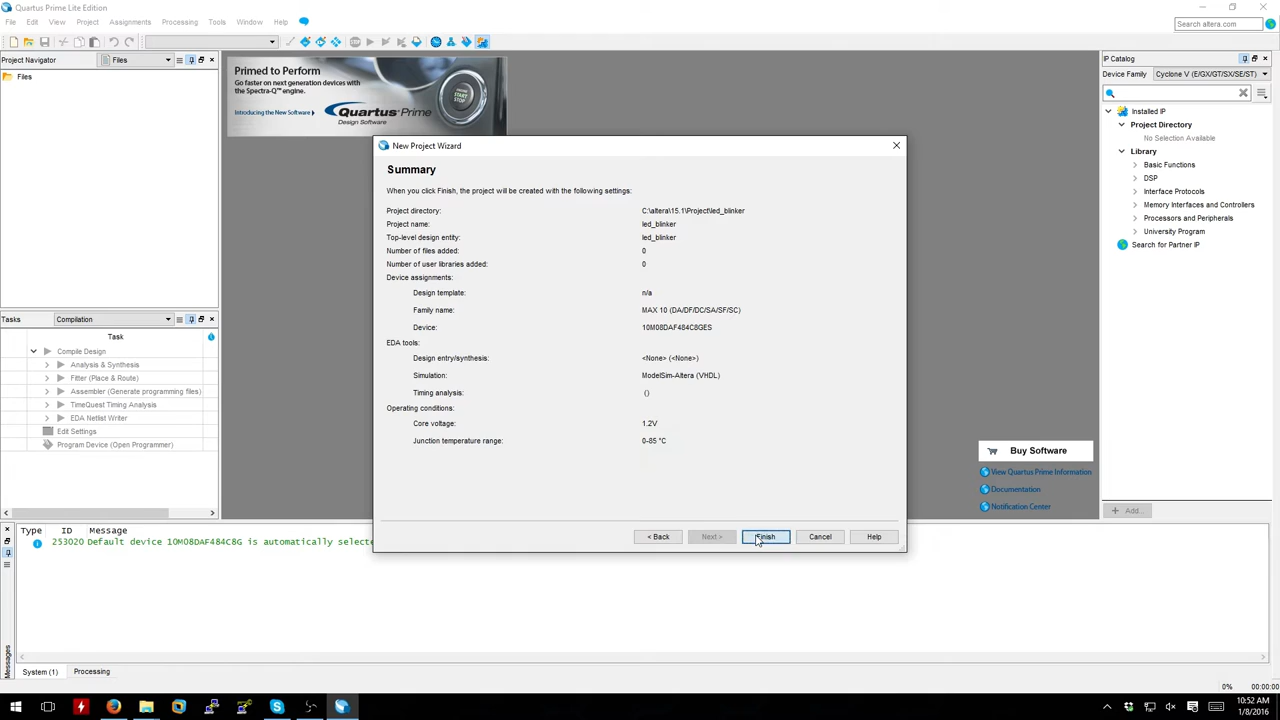 Quartus Prime Lite Edition
File Edit View Project Assignments Processing Tools Window Help
Search altera.com
Project Navigator Files
Files
Primed to Perform
Go faster on next generation devices with
the Spectra-Q™ engine.
Introducing the New Software
Quartus Prime
Design Software
ENGINE
START
STOP
IP Catalog
Device Family Cyclone V (E/GX/GT/SX/SE/ST)
Installed IP
Project Directory
No Selection Available
Library
Basic Functions
DSP
Interface Protocols
Memory Interfaces and Controllers
Processors and Peripherals
University Program
Search for Partner IP
New Project Wizard
Summary
When you click Finish, the project will be created with the following settings:
Project directory: C:\altera\15.1\Project\led_blinker
Project name: led_blinker
Top-level design entity: led_blinker
Number of files added: 0
Number of user libraries added: 0
Device assignments:
Design template: n/a
Family name: MAX 10 (DA/DF/DC/SA/SF/SC)
Device: 10M08DAF484C8GES
EDA tools:
Design entry/synthesis: <None> (<None>)
Simulation: ModelSim-Altera (VHDL)
Timing analysis: ()
Operating conditions:
Core voltage: 1.2V
Junction temperature range: 0-85 °C
< Back Next > Finish Cancel Help
Tasks Compilation
Task
Compile Design
Analysis & Synthesis
Fitter (Place & Route)
Assembler (Generate programming files)
TimeQuest Timing Analysis
EDA Netlist Writer
Edit Settings
Program Device (Open Programmer)
Buy Software
View Quartus Prime Information
Documentation
Notification Center
Add...
Type ID Message
253020 Default device 10M08DAF484C8G is automatically selecte
Messages
System (1) Processing
0% 00:00:00
10:52 AM
1/8/2016